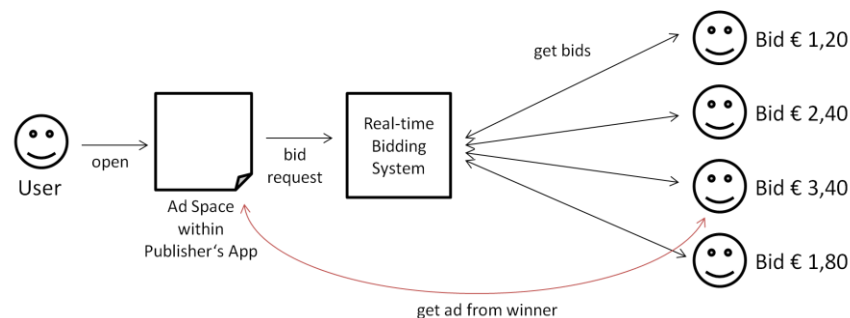 User
open
Ad Space
within
Publisher‘s App
bid
request
Real-time
Bidding
System
get bids
Bid € 1,20
Bid € 2,40
Bid € 3,40
Bid € 1,80
get ad from winner